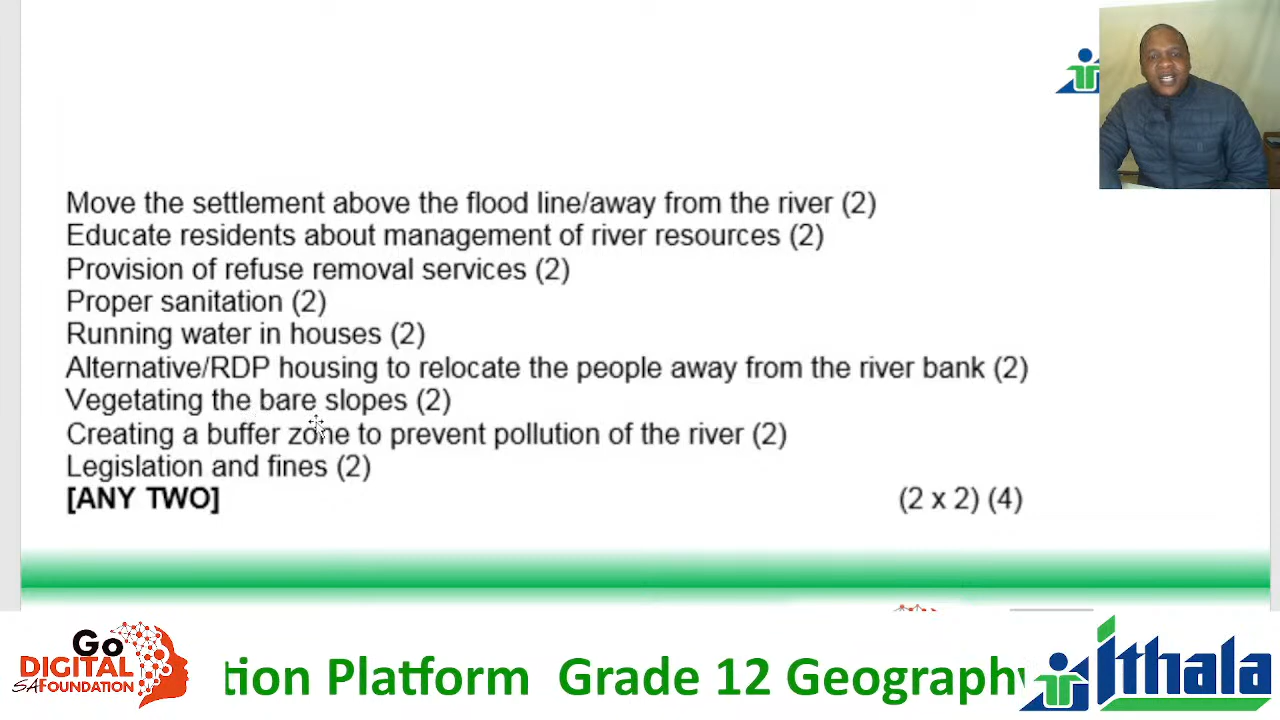 Move the settlement above the flood line/away from the river (2)
Educate residents about management of river resources (2)
Provision of refuse removal services (2)
Proper sanitation (2)
Running water in houses (2)
Alternative/RDP housing to relocate the people away from the river bank (2)
Vegetating the bare slopes (2)
Creating a buffer zone to prevent pollution of the river (2)
Legislation and fines (2)
[ANY TWO] (2 x 2) (4)
Go
DIGITAL
SAFOUNDATION
tion Platform Grade 12 Geography
Ithala